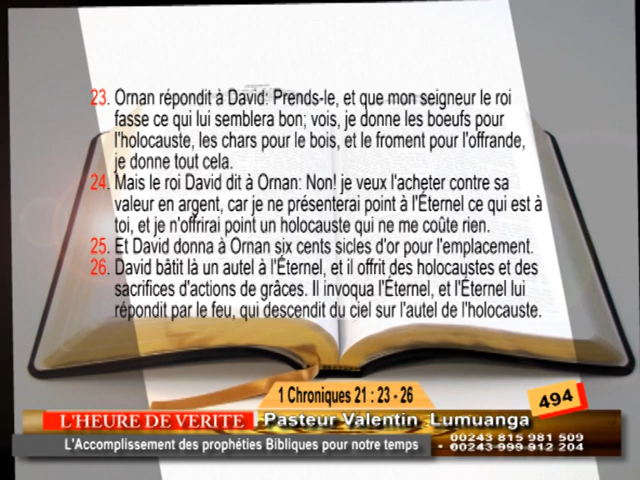 23. Ornan répondit à David: Prends-le, et que mon seigneur le roi
fasse ce qui lui semblera bon; vois, je donne les boeufs pour
l'holocauste, les chars pour le bois, et le froment pour l'offrande,
je donne tout cela.
24. Mais le roi David dit à Ornan: Non! je veux l'acheter contre sa
valeur en argent, car je ne présenterai point à l'Éternel ce qui est à
toi, et je n'offrirai point un holocauste qui ne me coûte rien.
25. Et David donna à Ornan six cents sicles d'or pour l'emplacement.
26. David bâtit là un autel à l'Éternel, et il offrit des holocaustes et des
sacrifices d'actions de grâces. Il invoqua l'Éternel, et l'Éternel lui
répondit par le feu, qui descendit du ciel sur l'autel de l'holocauste.
1 Chroniques 21 : 23 - 26
494
L'HEURE DE VERITE Pasteur Valentin Lumuanga
L'Accomplissement des prophéties Bibliques pour notre temps
00243 815 981 509
• 00243 999 912 204